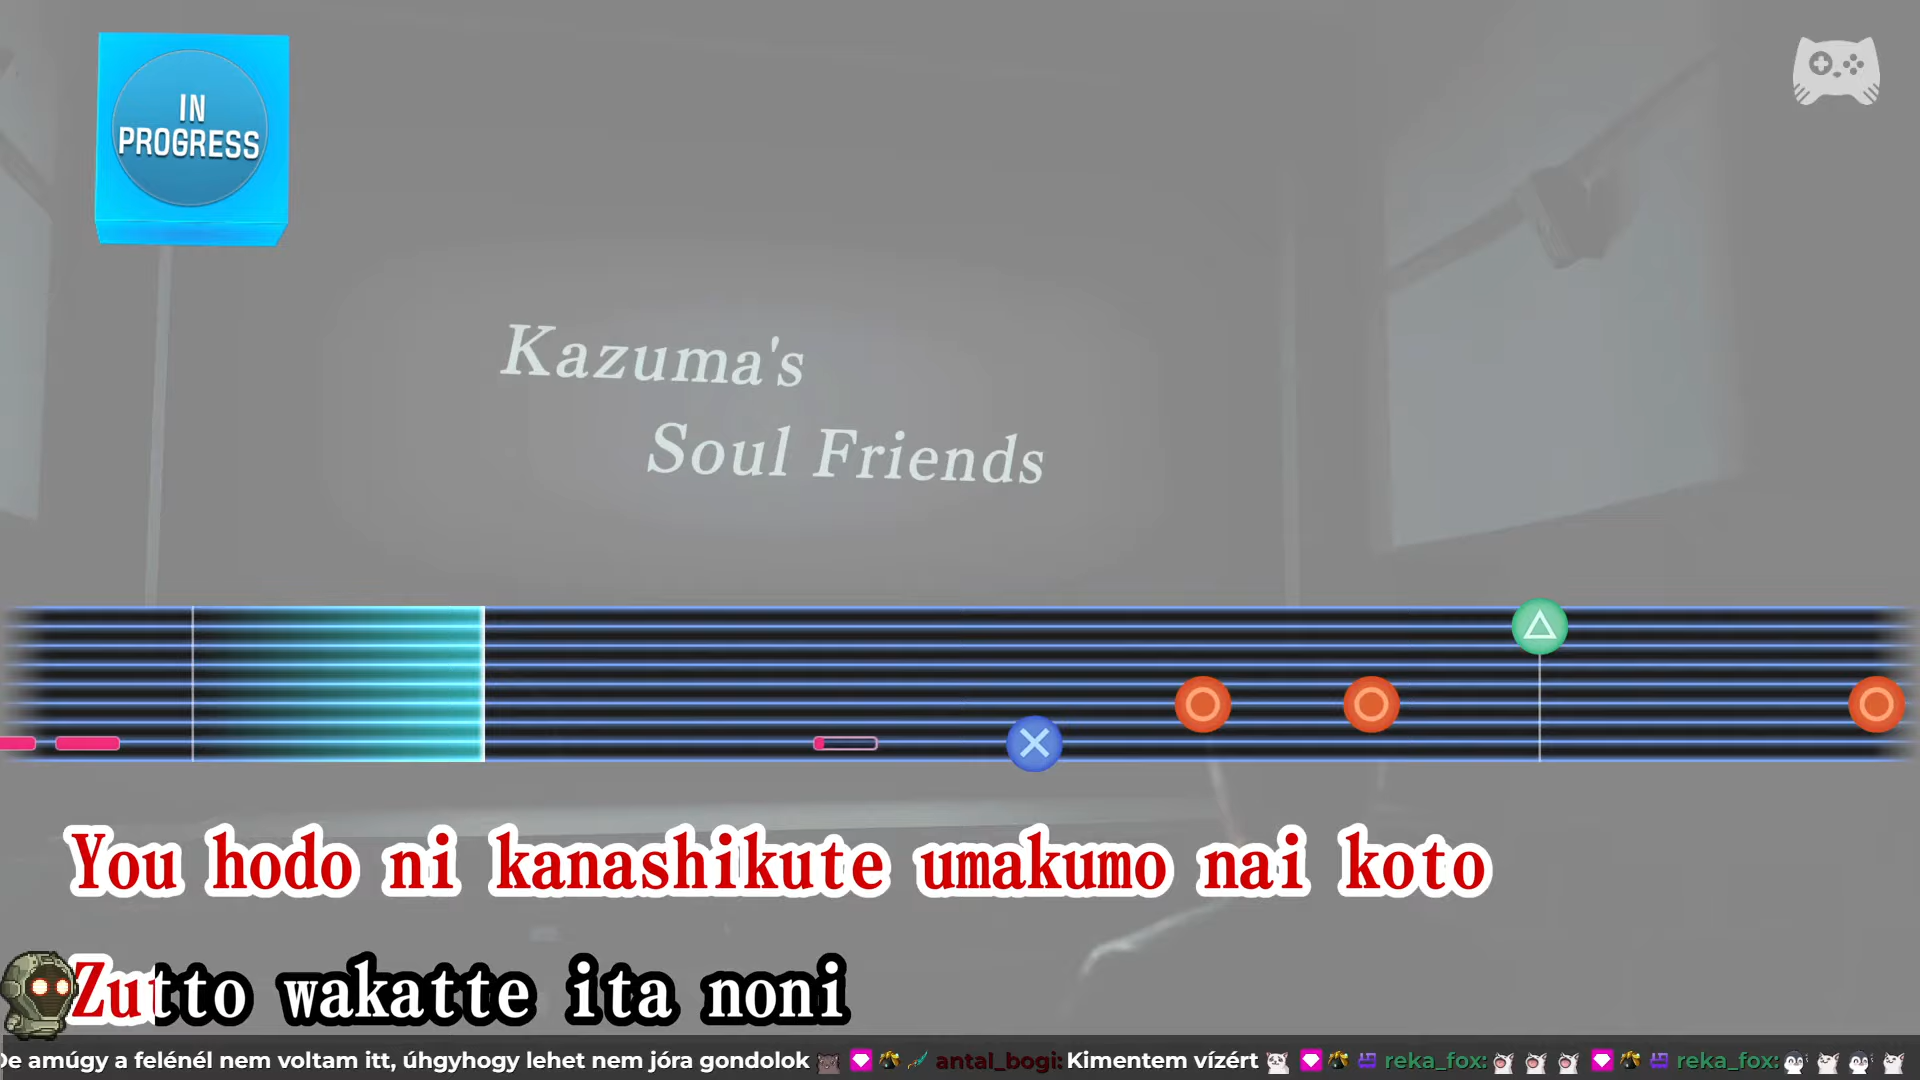 IN
PROGRESS
Kazuma's
Soul Friends
You hodo ni kanashikute umakumo nai koto
Zutto wakatte ita noni
De amúgy a felénél nem voltam itt, úhgyhogy lehet nem jóra gondolok antal_bogi: Kimentem vízért reka_fox: reka_fox: